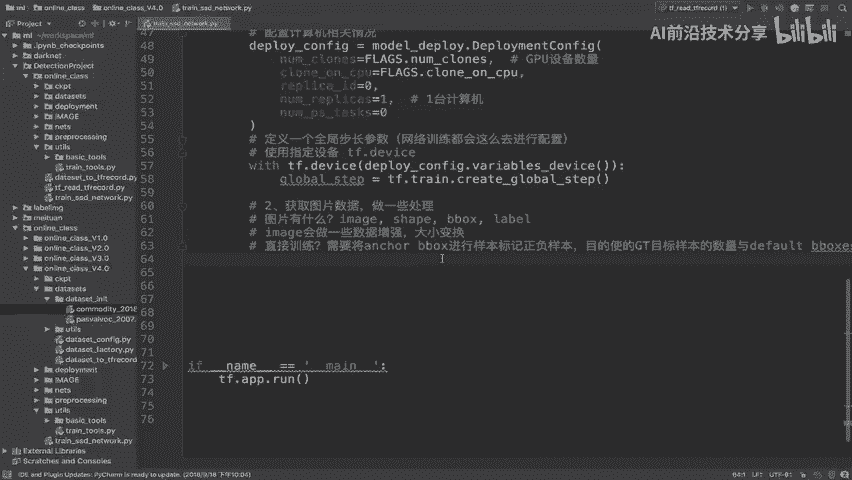 ml
online_class
online_class_V4.0
train_ssd_network.py
tf_read_tfrecord (1)
AI前沿技术分享 bilibili
Project
train_ssd_network.py
ml
.ipynb_checkpoints
darknet
DetectionProject
online_class
ckpt
datasets
deployment
IMAGE
nets
preprocessing
utils
basic_tools
train_tools.py
dataset_to_tfrecord.py
tf_read_tfrecord.py
train_ssd_network.py
labelImg
meituan
online_class
online_class_V1.0
online_class_V2.0
online_class_V3.0
online_class_V4.0
ckpt
datasets
dataset_init
commodity_2018
pasvalvoc_2007
utils
dataset_config.py
dataset_factory.py
dataset_to_tfrecord
deployment
IMAGE
nets
preprocessing
utils
basic_tools
train_tools.py
train_ssd_network.py
External Libraries
Scratches and Consoles
47 # 配置计算机相关情况
48 deploy_config = model_deploy.DeploymentConfig(
49 num_clones=FLAGS.num_clones, # GPU设备数量
50 clone_on_cpu=FLAGS.clone_on_cpu,
51 replica_id=0,
52 num_replicas=1, # 1台计算机
53 num_ps_tasks=0
54 )
55 # 定义一个全局步长参数（网络训练都会这么去进行配置）
56 # 使用指定设备 tf.device
57 with tf.device(deploy_config.variables_device()):
58 global_step = tf.train.create_global_step()
59
60 # 2、获取图片数据，做一些处理
61 # 图片有什么？image, shape, bbox, label
62 # image会做一些数据增强，大小变换
63 # 直接训练？需要将anchor bbox进行样本标记正负样本，目的使的GT目标样本的数量与default bboxes
64
65
66
67
68
69
70
71
72 if __name__ == '__main__':
73 tf.app.run()
74
75
76
IDE and Plugin Updates: PyCharm is ready to update. (2018/9/18 下午10:04)
64:1 LF÷ UTF-8÷